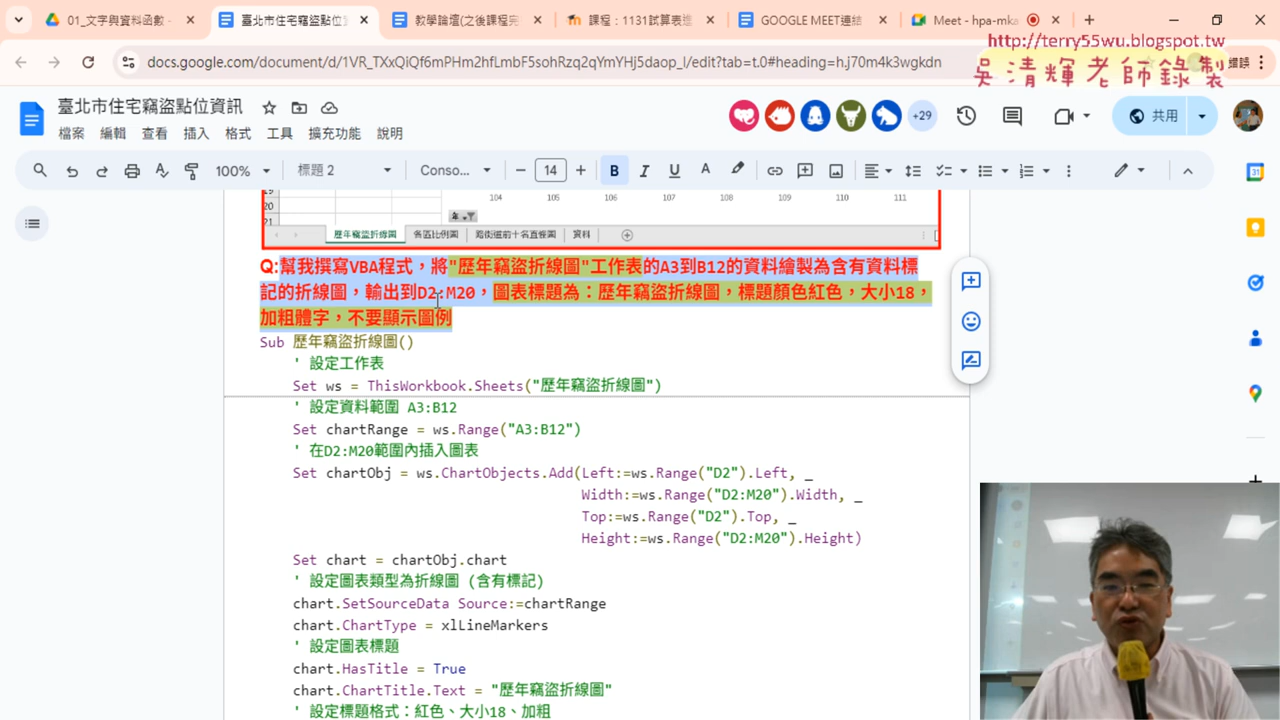 01_文字與資料函數 -
臺北市住宅竊盜點位資
教學論壇(之後課程完
課程：1131試算表進
GOOGLE MEET連結
Meet - hpa-mka
http://terry55wu.blogspot.tw
docs.google.com/document/d/1VR_TXxQiQf6mPHm2hfLmbF5sohRzq2qYmYHj5daop_I/edit?tab=t.0#heading=h.j70m4k3wgkdn
吳清輝老師錄製
臺北市住宅竊盜點位資訊
檔案 編輯 查看 插入 格式 工具 擴充功能 說明
+29
共用
100% 標題 2 Conso... 14 B I U A
20 104 105 106 107 108 109 110 111
21 年
歷年竊盜折線圖 各區比例圖 路街道前十名直條圖 資料
Q:幫我撰寫VBA程式，將"歷年竊盜折線圖"工作表的A3到B12的資料繪製為含有資料標
記的折線圖，輸出到D2:M20，圖表標題為：歷年竊盜折線圖，標題顏色紅色，大小18，
加粗體字，不要顯示圖例
Sub 歷年竊盜折線圖()
' 設定工作表
Set ws = ThisWorkbook.Sheets("歷年竊盜折線圖")
' 設定資料範圍 A3:B12
Set chartRange = ws.Range("A3:B12")
' 在D2:M20範圍內插入圖表
Set chartObj = ws.ChartObjects.Add(Left:=ws.Range("D2").Left, _
Width:=ws.Range("D2:M20").Width, _
Top:=ws.Range("D2").Top, _
Height:=ws.Range("D2:M20").Height)
Set chart = chartObj.chart
' 設定圖表類型為折線圖 (含有標記)
chart.SetSourceData Source:=chartRange
chart.ChartType = xlLineMarkers
' 設定圖表標題
chart.HasTitle = True
chart.ChartTitle.Text = "歷年竊盜折線圖"
' 設定標題格式：紅色、大小18、加粗